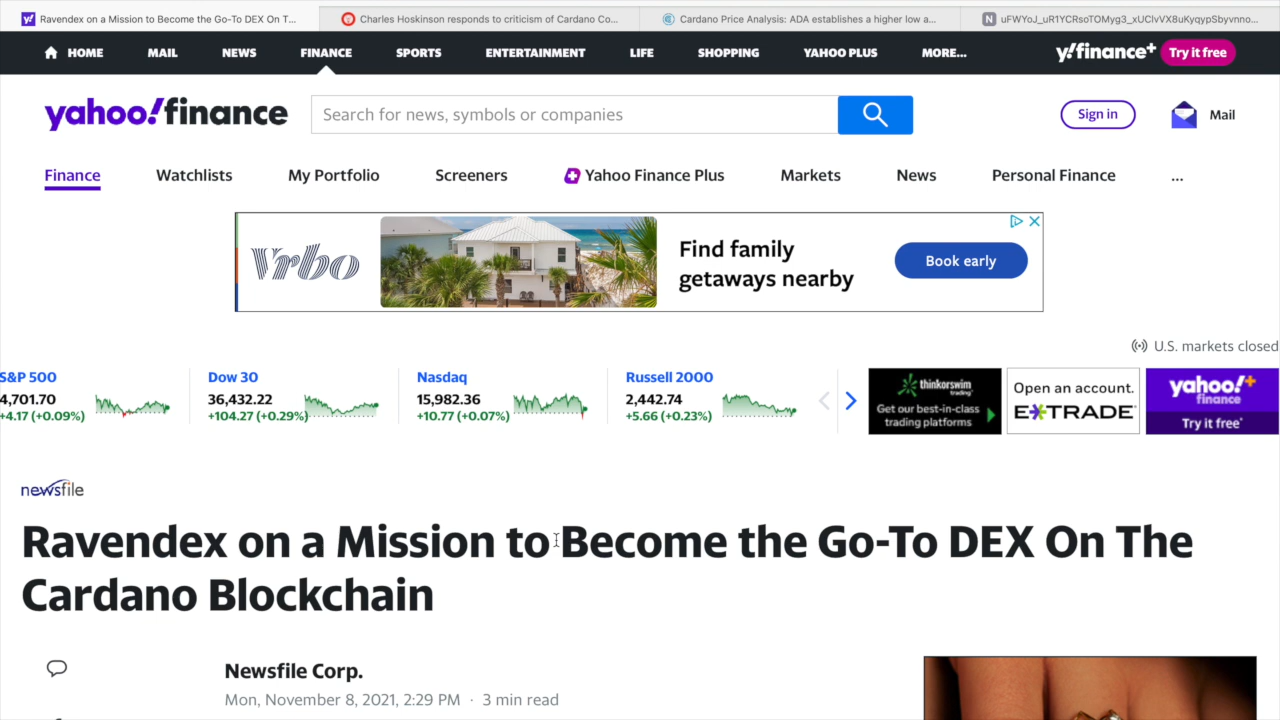 Ravendex on a Mission to Become the Go-To DEX On T...
Charles Hoskinson responds to criticism of Cardano Co...
Cardano Price Analysis: ADA establishes a higher low a...
N
uFWYoJ_uR1YCRsoTOMyg3_xUClvVX8uKyqypSbyvnno...
HOME MAIL NEWS FINANCE SPORTS ENTERTAINMENT LIFE SHOPPING YAHOO PLUS MORE...
y!finance+ Try it free
yahoo!finance
Search for news, symbols or companies
Sign in
Mail
Finance Watchlists My Portfolio Screeners Yahoo Finance Plus Markets News Personal Finance ...
Vrbo
Find family
getaways nearby
Book early
U.S. markets closed
S&P 500
4,701.70
+4.17 (+0.09%)
Dow 30
36,432.22
+104.27 (+0.29%)
Nasdaq
15,982.36
+10.77 (+0.07%)
Russell 2000
2,442.74
+5.66 (+0.23%)
thinkorswim
trading
Get our best-in-class
trading platforms
Open an account.
E*TRADE
yahoo!+
finance
Try it free*
newsfile
Ravendex on a Mission to Become the Go-To DEX On The
Cardano Blockchain
Newsfile Corp.
Mon, November 8, 2021, 2:29 PM · 3 min read